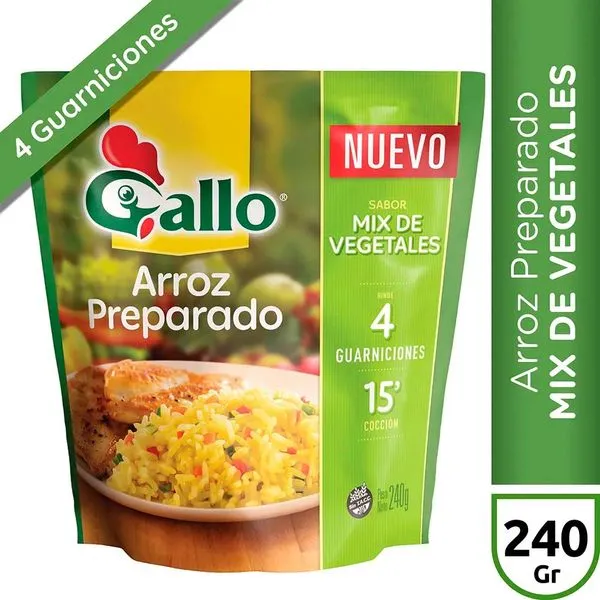 4 Guarniciones
Gallo®
Arroz
Preparado
NUEVO
SABOR
MIX DE
VEGETALES
RINDE
4
GUARNICIONES
15'
COCCIÓN
Sin T.A.C.C.
Peso
Neto 240g
Arroz Preparado
MIX DE VEGETALES
240
Gr